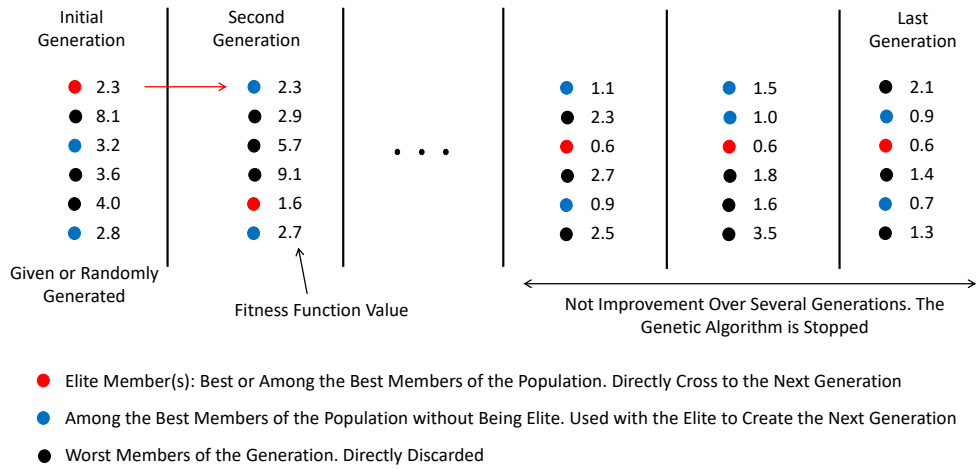 Initial
Generation
Second
Generation
Last
Generation
2.3
8.1
3.2
3.6
4.0
2.8
2.3
2.9
5.7
9.1
1.6
2.7
. . .
1.1
2.3
0.6
2.7
0.9
2.5
1.5
1.0
0.6
1.8
1.6
3.5
2.1
0.9
0.6
1.4
0.7
1.3
Given or Randomly
Generated
Fitness Function Value
Not Improvement Over Several Generations. The
Genetic Algorithm is Stopped
Elite Member(s): Best or Among the Best Members of the Population. Directly Cross to the Next Generation
Among the Best Members of the Population without Being Elite. Used with the Elite to Create the Next Generation
Worst Members of the Generation. Directly Discarded